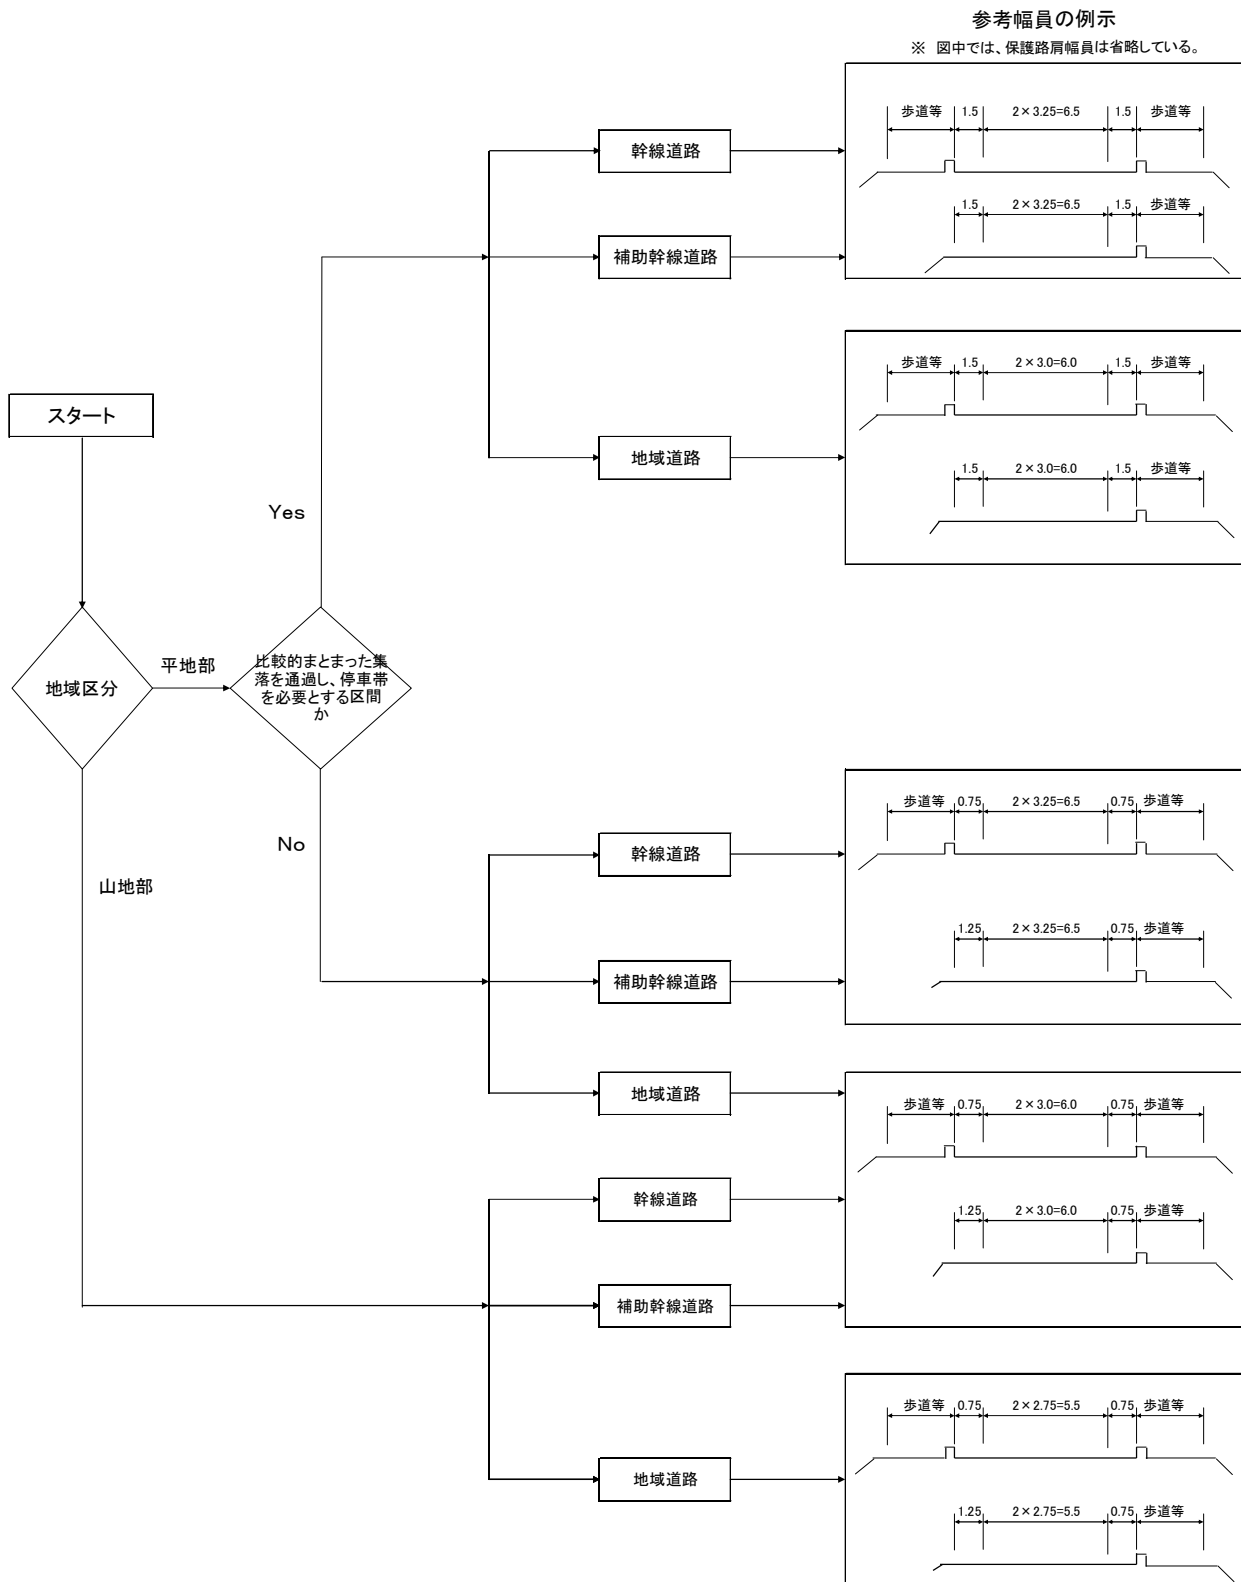 参考幅員の例示
※ 図中では、保護路肩幅員は省略している。
歩道等 1.5 2×3.25=6.5 1.5 歩道等
幹線道路
1.5 2×3.25=6.5 1.5 歩道等
補助幹線道路
歩道等 1.5 2×3.0=6.0 1.5 歩道等
スタート
地域道路
1.5 2×3.0=6.0 1.5 歩道等
Yes
地域区分
平地部
比較的まとまった集
落を通過し、停車帯
を必要とする区間
か
No
山地部
歩道等 0.75 2×3.25=6.5 0.75 歩道等
幹線道路
1.25 2×3.25=6.5 0.75 歩道等
補助幹線道路
地域道路
歩道等 0.75 2×3.0=6.0 0.75 歩道等
幹線道路
1.25 2×3.0=6.0 0.75 歩道等
補助幹線道路
歩道等 0.75 2×2.75=5.5 0.75 歩道等
地域道路
1.25 2×2.75=5.5 0.75 歩道等